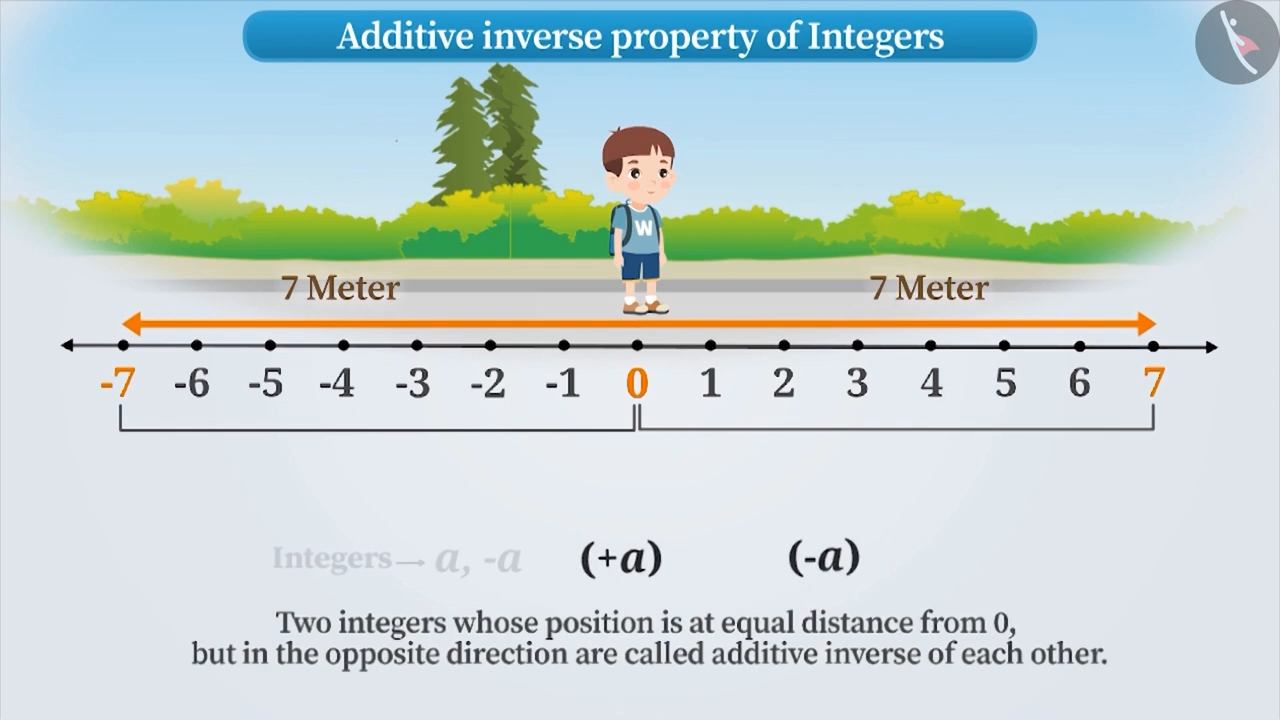 Additive inverse property of Integers
W
7 Meter 7 Meter
-7 -6 -5 -4 -3 -2 -1 0 1 2 3 4 5 6 7
Integers→ a, -a (+a) (-a)
Two integers whose position is at equal distance from 0,
but in the opposite direction are called additive inverse of each other.